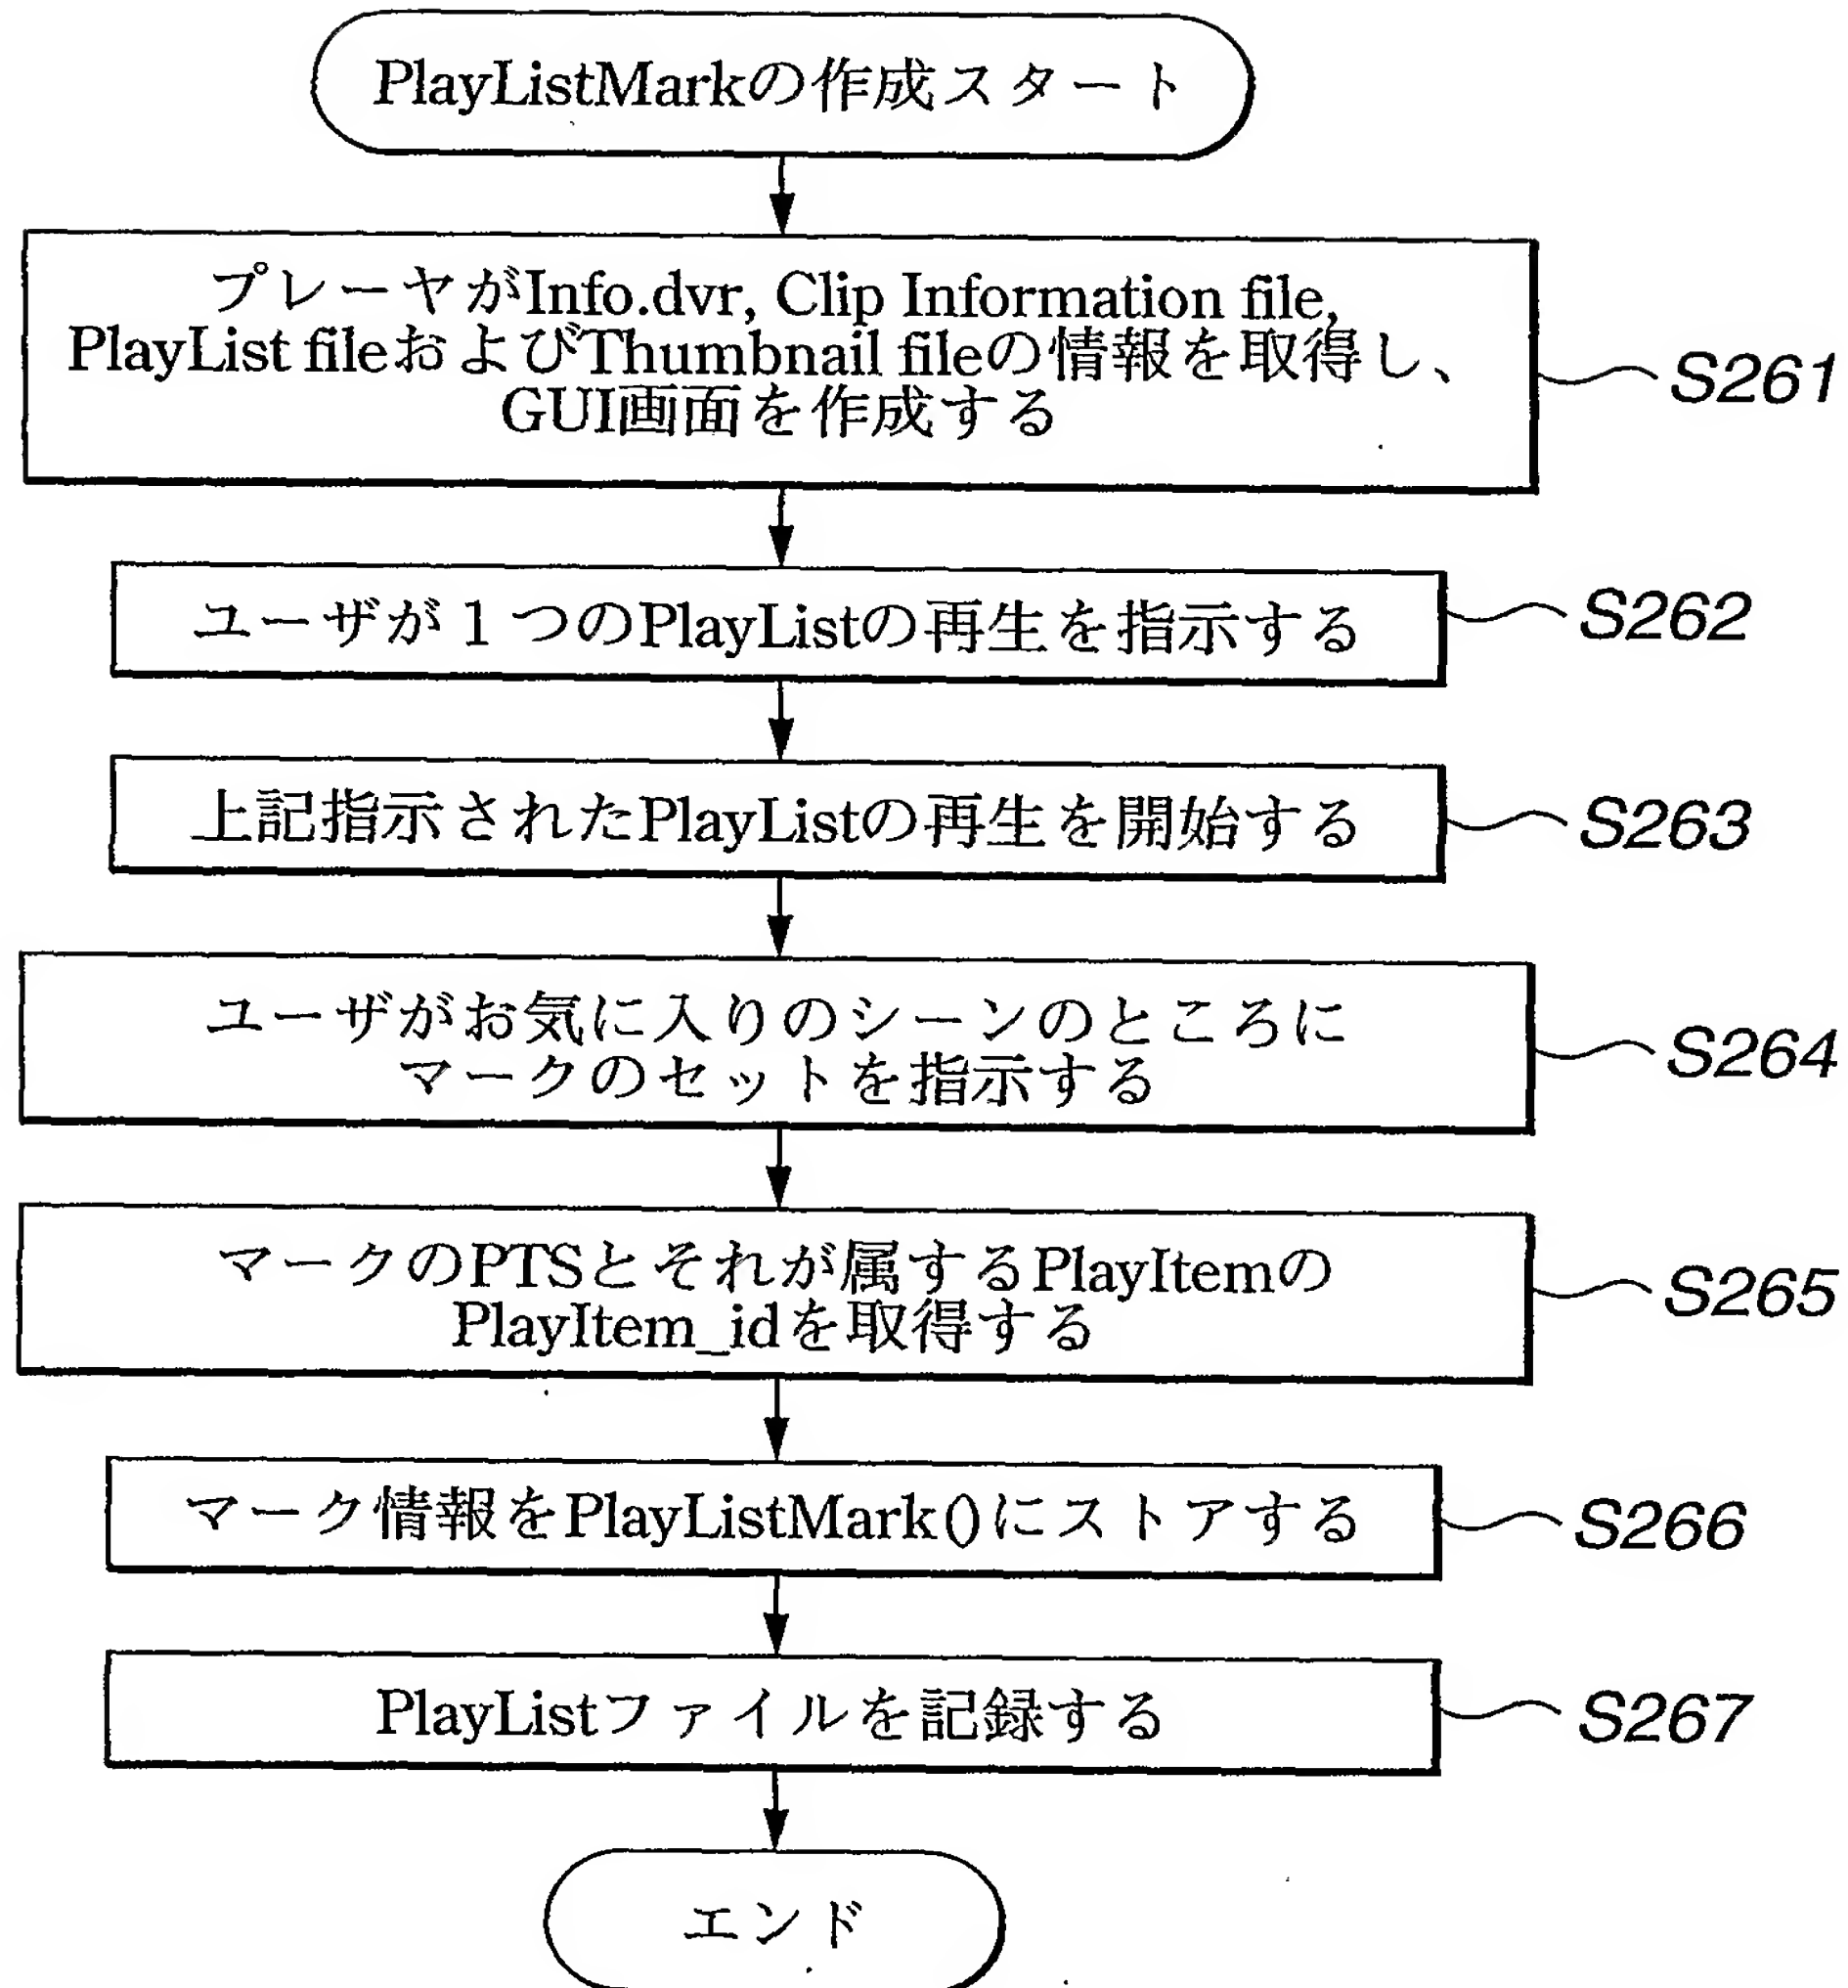 PlayListMarkの作成スタート
プレーヤがInfo.dvr, Clip Information file,
PlayList fileおよびThumbnail fileの情報を取得し、
GUI画面を作成する
S261
ユーザが１つのPlayListの再生を指示する
S262
上記指示されたPlayListの再生を開始する
S263
ユーザがお気に入りのシーンのところに
マークのセットを指示する
S264
マークのPTSとそれが属するPlayItemの
PlayItem_idを取得する
S265
マーク情報をPlayListMark()にストアする
S266
PlayListファイルを記録する
S267
エンド